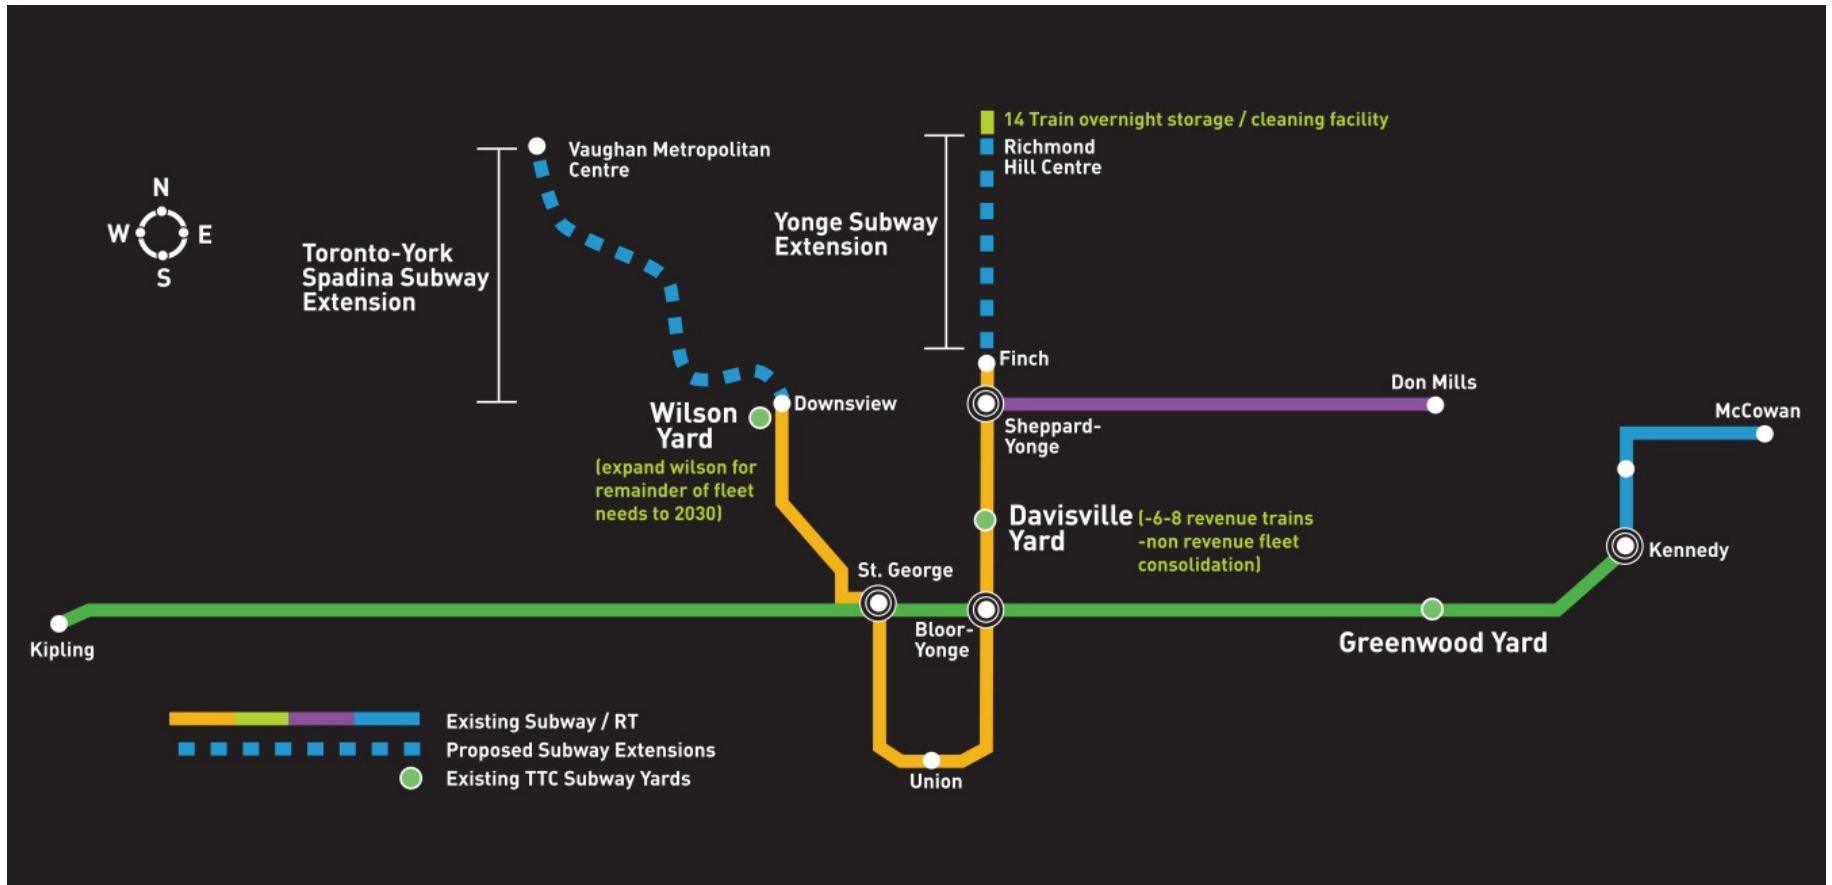 14 Train overnight storage / cleaning facility
Richmond
Hill Centre
Vaughan Metropolitan
Centre
N
W
E
S
Yonge Subway
Extension
Toronto-York
Spadina Subway
Extension
Finch
Don Mills
Downsview
McCowan
Wilson
Yard
Sheppard-
Yonge
(expand wilson for
remainder of fleet
needs to 2030)
Davisville
Yard
(-6-8 revenue trains
-non revenue fleet
consolidation)
Kennedy
St. George
Bloor-
Yonge
Kipling
Greenwood Yard
Existing Subway / RT
Proposed Subway Extensions
Existing TTC Subway Yards
Union